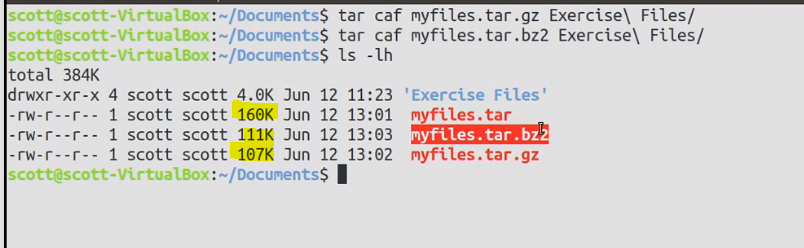 scott@scott-VirtualBox:~/Documents$ tar caf myfiles.tar.gz Exercise\ Files/
scott@scott-VirtualBox:~/Documents$ tar caf myfiles.tar.bz2 Exercise\ Files/
scott@scott-VirtualBox:~/Documents$ ls -lh
total 384K
drwxr-xr-x 4 scott scott 4.0K Jun 12 11:23 'Exercise Files'
-rw-r--r-- 1 scott scott 160K Jun 12 13:01 myfiles.tar
-rw-r--r-- 1 scott scott 111K Jun 12 13:03 myfiles.tar.bz2
-rw-r--r-- 1 scott scott 107K Jun 12 13:02 myfiles.tar.gz
scott@scott-VirtualBox:~/Documents$